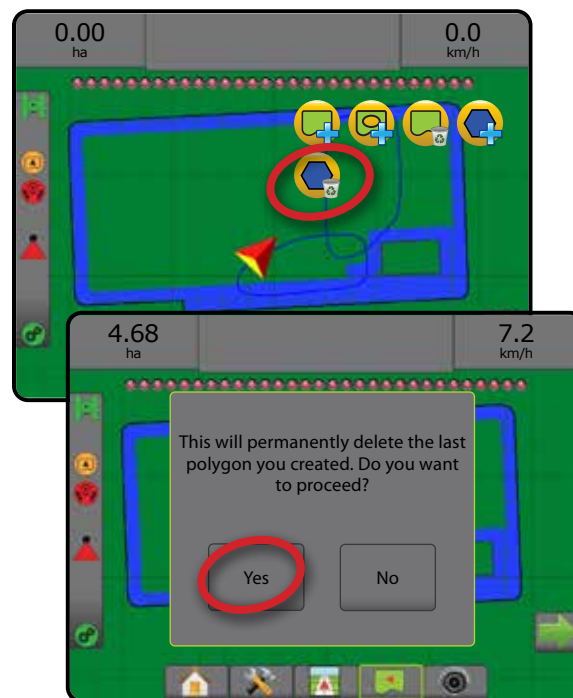 0.00
ha
0.0
km/h
4.68
ha
7.2
km/h
This will permanently delete the last
polygon you created. Do you want
to proceed?
Yes
No